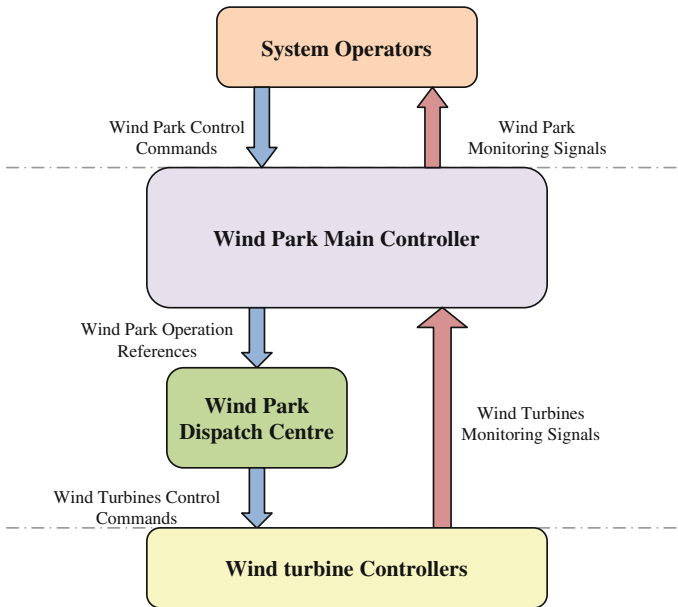 System Operators
Wind Park Control
Commands
Wind Park
Monitoring Signals
Wind Park Main Controller
Wind Park Operation
References
Wind Park
Dispatch Centre
Wind Turbines
Monitoring Signals
Wind Turbines Control
Commands
Wind turbine Controllers